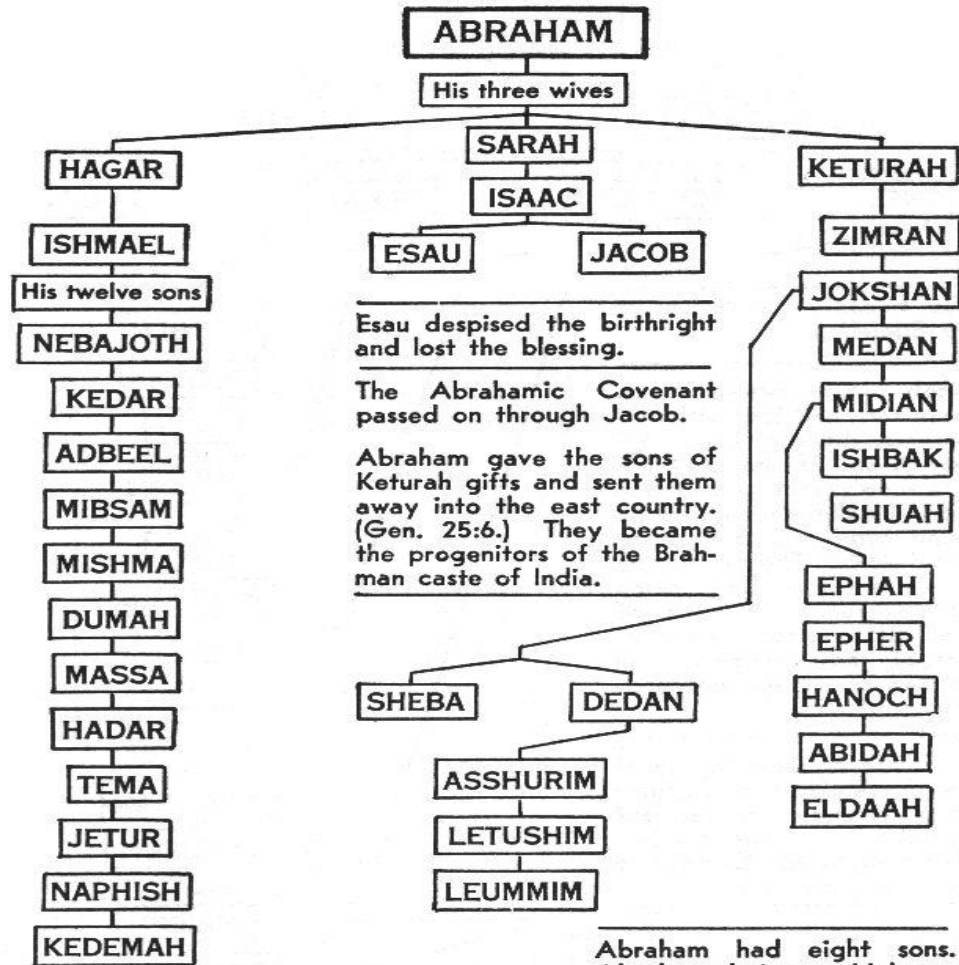 ABRAHAM
His three wives
HAGAR
ISHMAEL
His twelve sons
NEBAJOTH
KEDAR
ADBEEL
MIBSAM
MISHMA
DUMAH
MASSA
HADAR
TEMA
JETUR
NAPHISH
KEDEMAH
SARAH
ISAAC
ESAU
JACOB
Esau despised the birthright
and lost the blessing.
The Abrahamic Covenant
passed on through Jacob.
Abraham gave the sons of
Keturah gifts and sent them
away into the east country.
(Gen. 25:6.) They became
the progenitors of the Brah-
man caste of India.
KETURAH
ZIMRAN
JOKSHAN
MEDAN
MIDIAN
ISHBAK
SHUAH
SHEBA
DEDAN
ASSHURIM
LETUSHIM
LEUMMIM
EPHAH
EPHER
HANOCH
ABIDAH
ELDAAH
Abraham had eight sons.